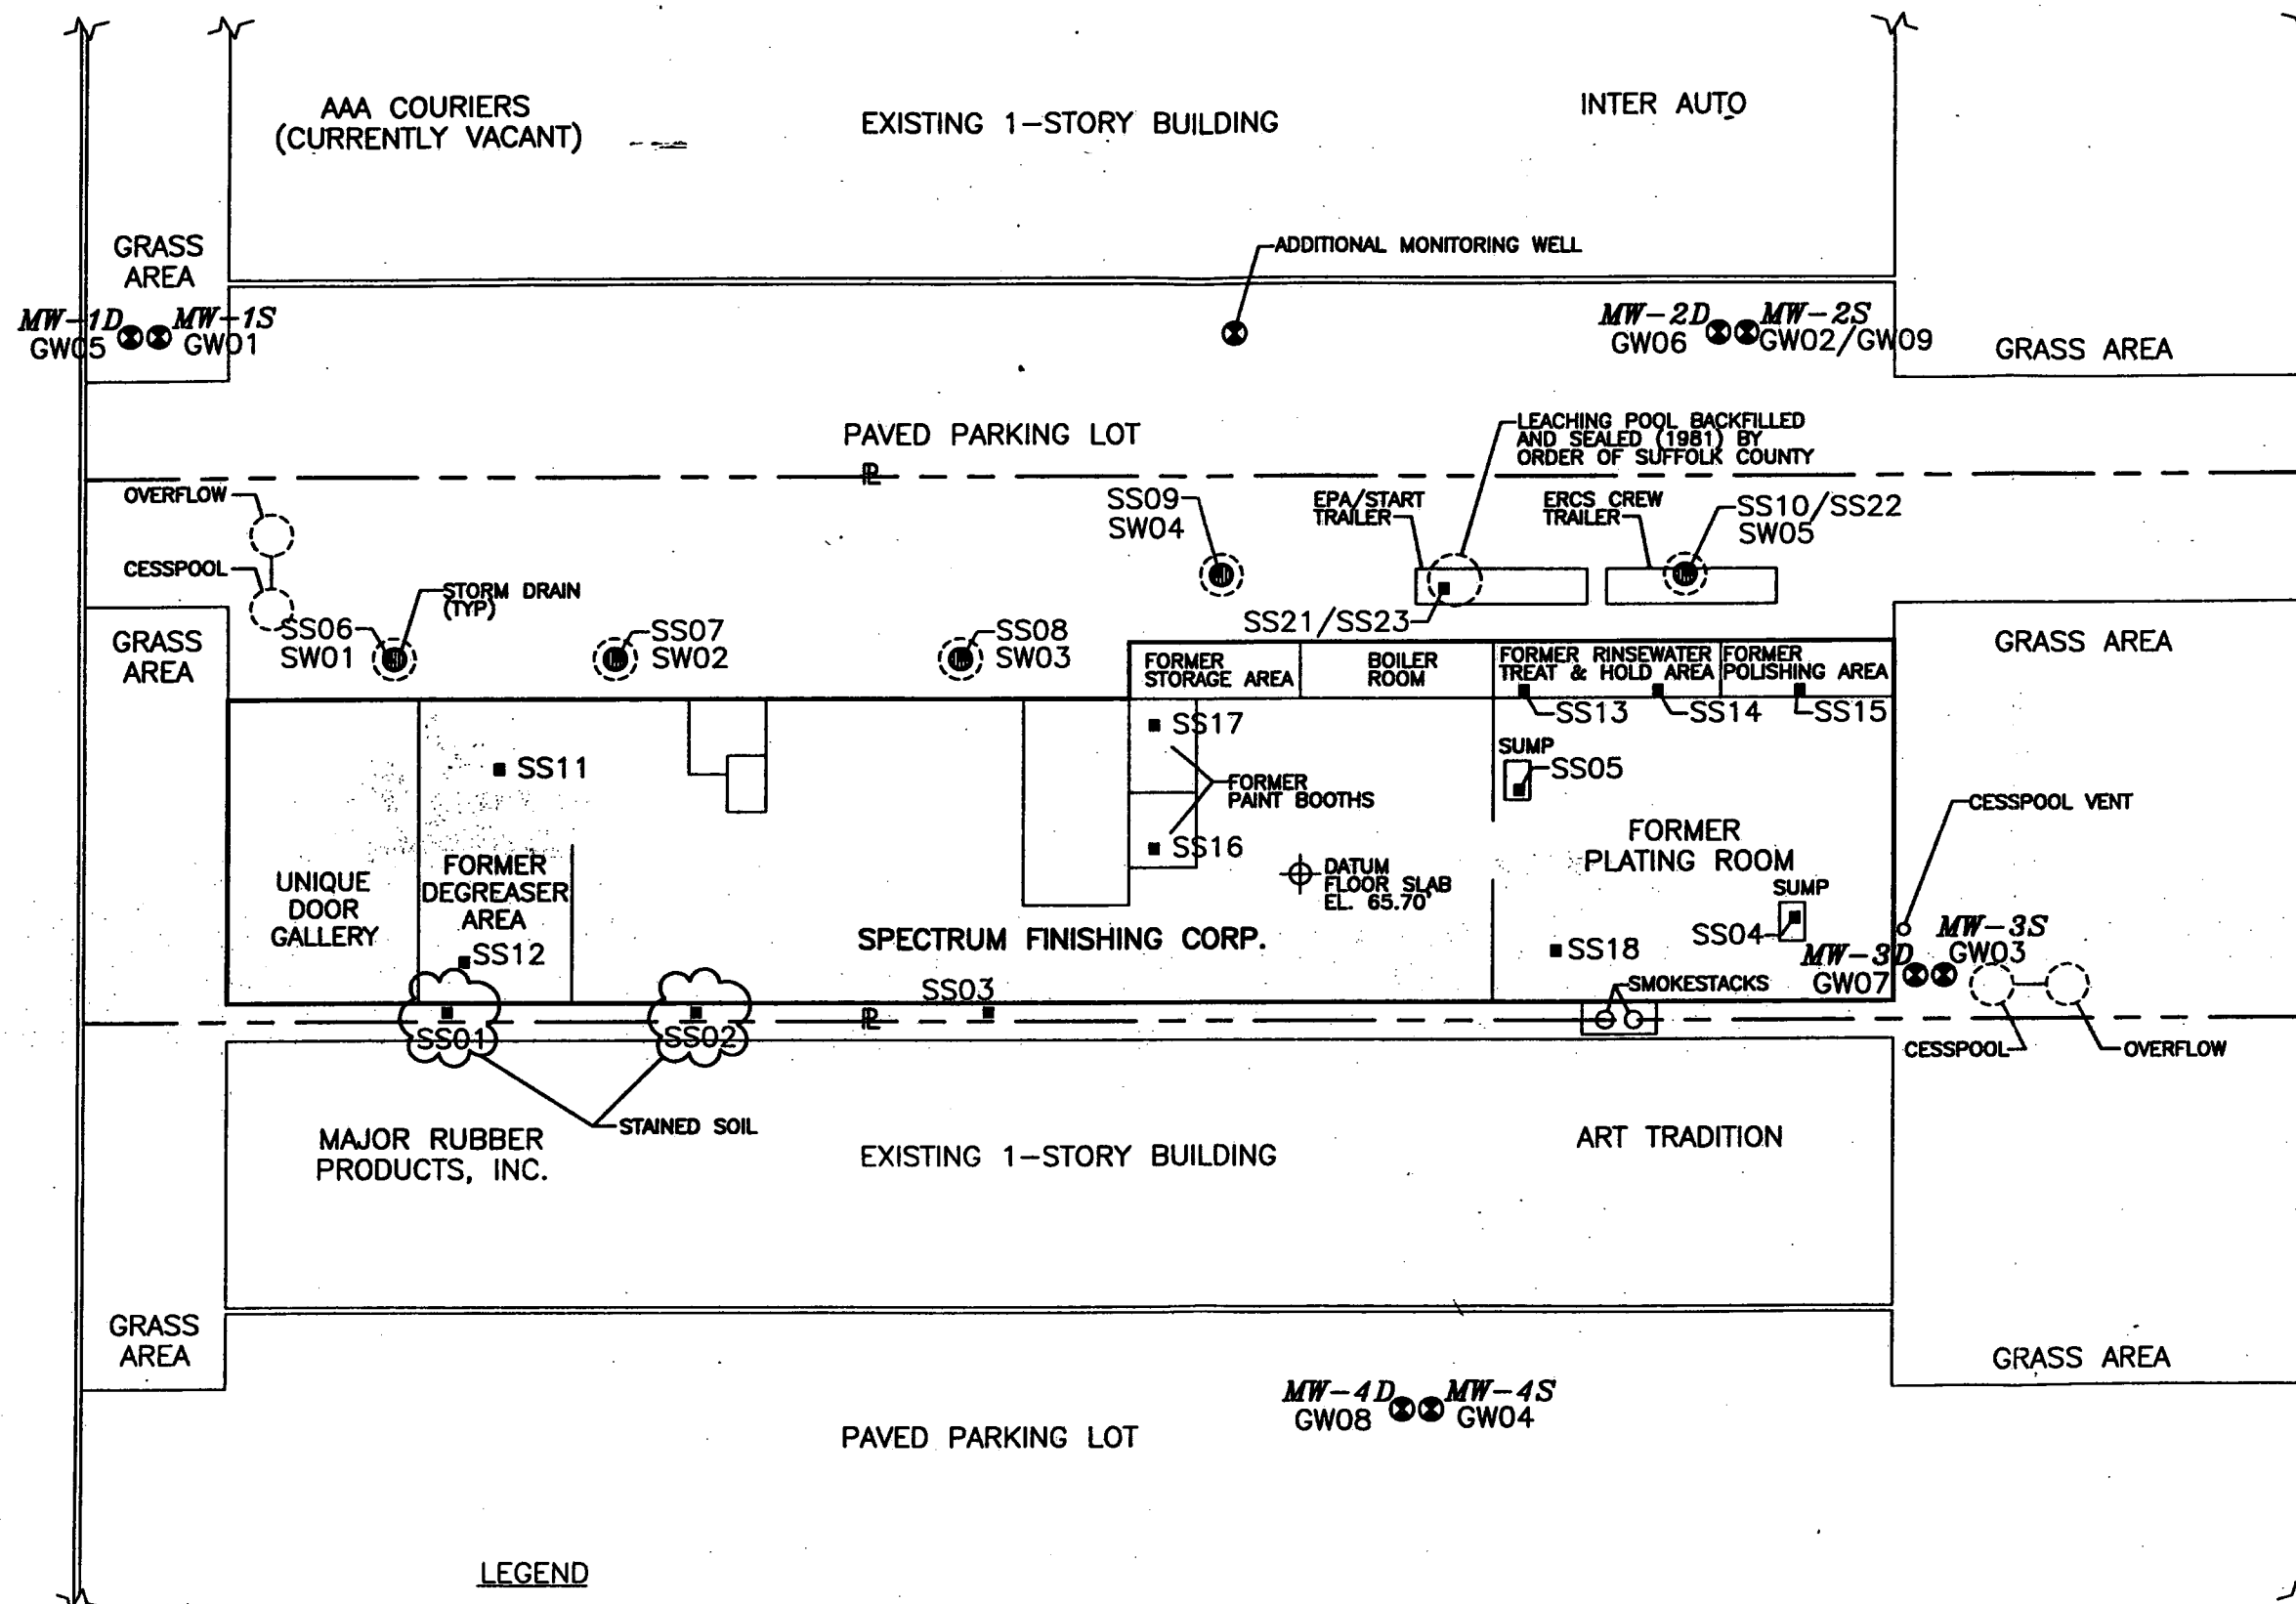 AAA COURIERS
(CURRENTLY VACANT)
EXISTING 1-STORY BUILDING
INTER AUTO
GRASS
AREA
ADDITIONAL MONITORING WELL
MW-1D
GW05
MW-1S
GW01
MW-2D
GW06
MW-2S
GW02/GW09
GRASS AREA
PAVED PARKING LOT
LEACHING POOL BACKFILLED
AND SEALED (1981) BY
ORDER OF SUFFOLK COUNTY
PL
OVERFLOW
CESSPOOL
STORM DRAIN
(TYP)
SS09
SW04
EPA/START
TRAILER
ERCS CREW
TRAILER
SS10/SS22
SW05
SS21/SS23
GRASS
AREA
SS06
SW01
SS07
SW02
SS08
SW03
FORMER
STORAGE AREA
BOILER
ROOM
FORMER RINSEWATER
TREAT & HOLD AREA
FORMER
POLISHING AREA
GRASS AREA
SS13
SS14
SS15
SS17
SS11
SUMP
SS05
FORMER
PAINT BOOTHS
SS16
CESSPOOL VENT
FORMER
PLATING ROOM
UNIQUE
DOOR
GALLERY
FORMER
DEGREASER
AREA
DATUM
FLOOR SLAB
EL. 65.70'
SUMP
SS04
SS12
SPECTRUM FINISHING CORP.
SS18
MW-3D
GW07
MW-3S
GW03
SS03
SMOKESTACKS
SS01
SS02
PL
CESSPOOL
OVERFLOW
STAINED SOIL
MAJOR RUBBER
PRODUCTS, INC.
EXISTING 1-STORY BUILDING
ART TRADITION
GRASS
AREA
GRASS AREA
MW-4D
GW08
MW-4S
GW04
PAVED PARKING LOT
LEGEND